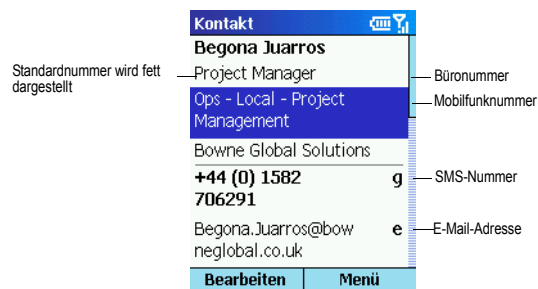 Kontakt
Begona Juarros
Standardnummer wird fett
dargestellt
Project Manager
Büronummer
Ops - Local - Project
Management
Mobilfunknummer
Bowne Global Solutions
+44 (0) 1582 g
706291
SMS-Nummer
Begona.Juarros@bow e
neglobal.co.uk
E-Mail-Adresse
Bearbeiten Menü